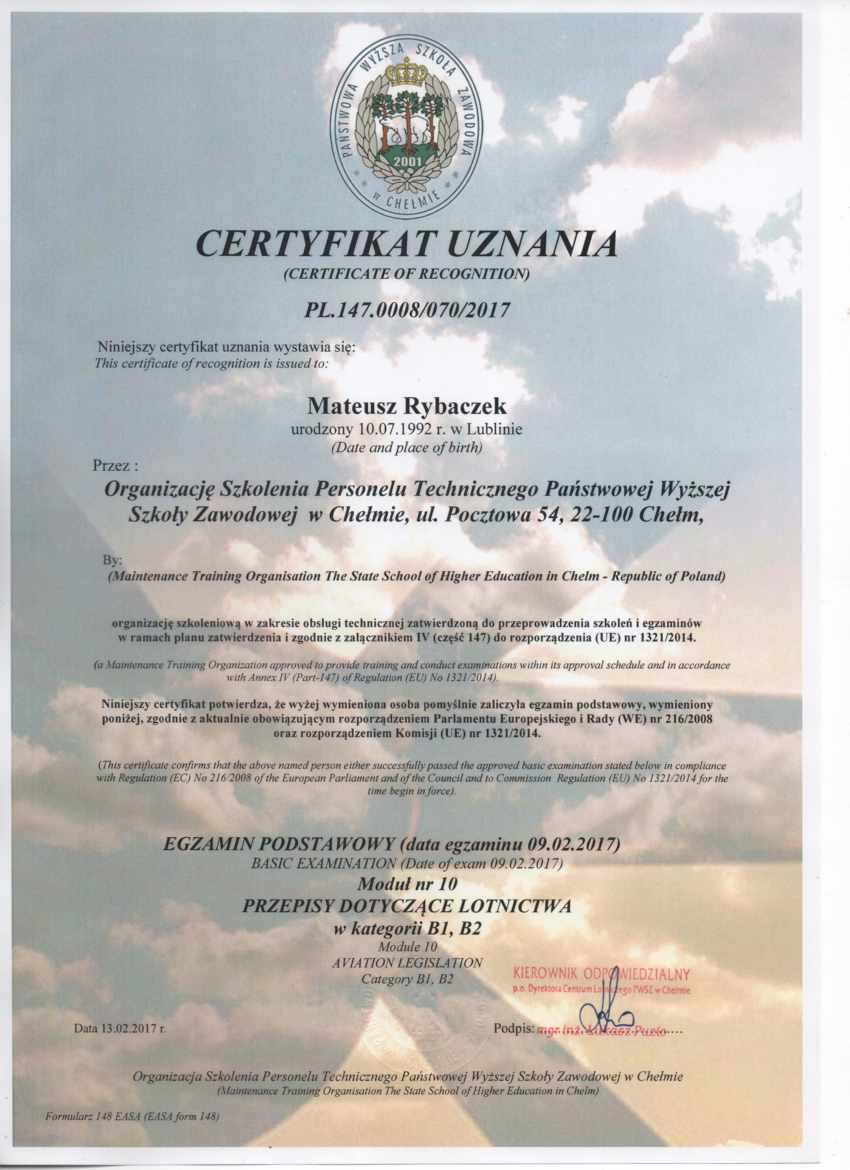 PAŃSTWOWA WYŻSZA SZKOŁA ZAWODOWA
2001
w CHEŁMIE
CERTYFIKAT UZNANIA
(CERTIFICATE OF RECOGNITION)
PL.147.0008/070/2017
Niniejszy certyfikat uznania wystawia się:
This certificate of recognition is issued to:
Mateusz Rybaczek
urodzony 10.07.1992 r. w Lublinie
(Date and place of birth)
Przez :
Organizację Szkolenia Personelu Technicznego Państwowej Wyższej
Szkoły Zawodowej w Chełmie, ul. Pocztowa 54, 22-100 Chełm,
By:
(Maintenance Training Organisation The State School of Higher Education in Chelm - Republic of Poland)
organizację szkoleniową w zakresie obsługi technicznej zatwierdzoną do przeprowadzenia szkoleń i egzaminów
w ramach planu zatwierdzenia i zgodnie z załącznikiem IV (część 147) do rozporządzenia (UE) nr 1321/2014.
(a Maintenance Training Organization approved to provide training and conduct examinations within its approval schedule and in accordance
with Annex IV (Part-147) of Regulation (EU) No 1321/2014).
Niniejszy certyfikat potwierdza, że wyżej wymieniona osoba pomyślnie zaliczyła egzamin podstawowy, wymieniony
poniżej, zgodnie z aktualnie obowiązującym rozporządzeniem Parlamentu Europejskiego i Rady (WE) nr 216/2008
oraz rozporządzeniem Komisji (UE) nr 1321/2014.
(This certificate confirms that the above named person either successfully passed the approved basic examination stated below in compliance
with Regulation (EC) No 216/2008 of the European Parliament and of the Council and to Commission Regulation (EU) No 1321/2014 for the
time begin in force).
EGZAMIN PODSTAWOWY (data egzaminu 09.02.2017)
BASIC EXAMINATION (Date of exam 09.02.2017)
Moduł nr 10
PRZEPISY DOTYCZĄCE LOTNICTWA
w kategorii B1, B2
Module 10
AVIATION LEGISLATION
Category B1, B2
KIEROWNIK ODPOWIEDZIALNY
p.o. Dyrektora Centrum Lotniczego PWSZ w Chełmie
Data 13.02.2017 r.
Podpis: mgr inż. Łukasz Puzio
Organizacja Szkolenia Personelu Technicznego Państwowej Wyższej Szkoły Zawodowej w Chełmie
(Maintenance Training Organisation The State School of Higher Education in Chelm)
Formularz 148 EASA (EASA form 148)